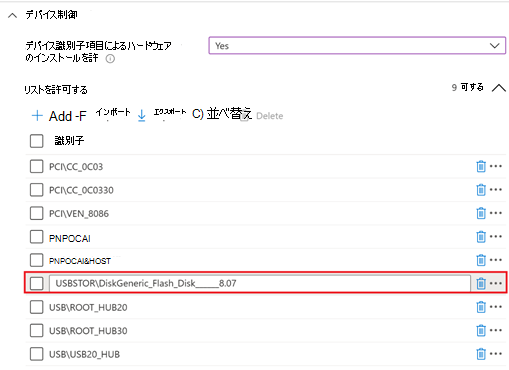 デバイス制御
デバイス識別子項目によるハードウェア
のインストールを許
Yes
リストを許可する
9 可する
Add -F インポート エクスポート C) 並べ替え Delete
識別子
PCI\CC_0C03
PCI\CC_0C0330
PCI\VEN_8086
PNPOCAI
PNPOCAI&HOST
USBSTOR\DiskGeneric_Flash_Disk______8.07
USB\ROOT_HUB20
USB\ROOT_HUB30
USB\USB20_HUB